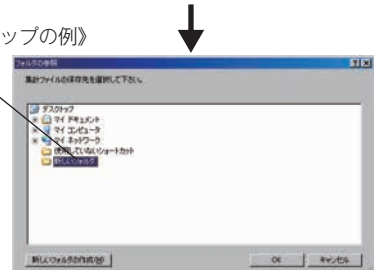 ップの例》
フォルダの参照
集計ファイルの保存先を選択して下さい。
デスクトップ
マイ ドキュメント
マイ コンピュータ
マイ ネットワーク
使用していないショートカット
新しいフォルダ
新しいフォルダの作成(M)
OK
キャンセル